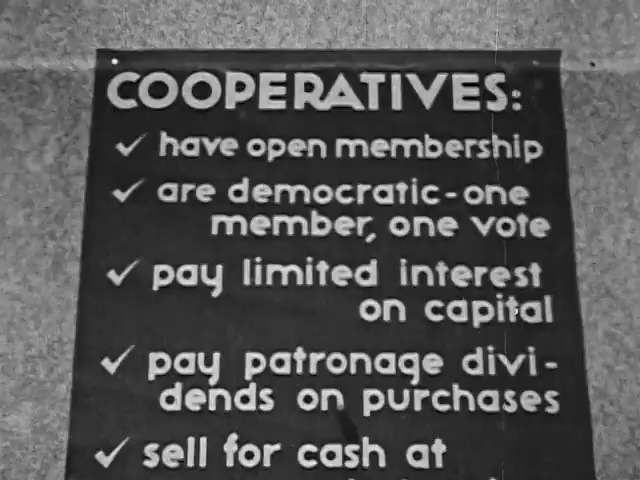 COOPERATIVES:
✓ have open membership
✓ are democratic-one
member, one vote
✓ pay limited interest
on capital
✓ pay patronage divi-
dends on purchases
✓ sell for cash at